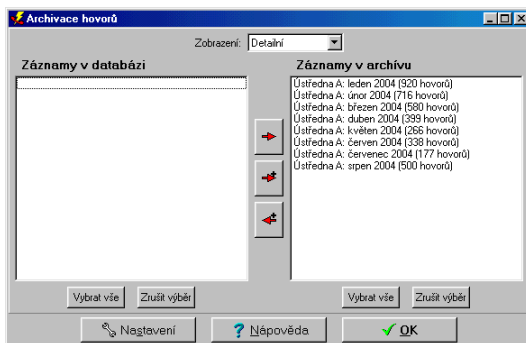 Archivace hovorů
Zobrazení: Detailní
Záznamy v databázi
Záznamy v archívu
Ústředna A: leden 2004 (920 hovorů)
Ústředna A: únor 2004 (716 hovorů)
Ústředna A: březen 2004 (580 hovorů)
Ústředna A: duben 2004 (399 hovorů)
Ústředna A: květen 2004 (266 hovorů)
Ústředna A: červen 2004 (338 hovorů)
Ústředna A: červenec 2004 (177 hovorů)
Ústředna A: srpen 2004 (500 hovorů)
Vybrat vše Zrušit výběr Vybrat vše Zrušit výběr
Nastavení ? Nápověda OK